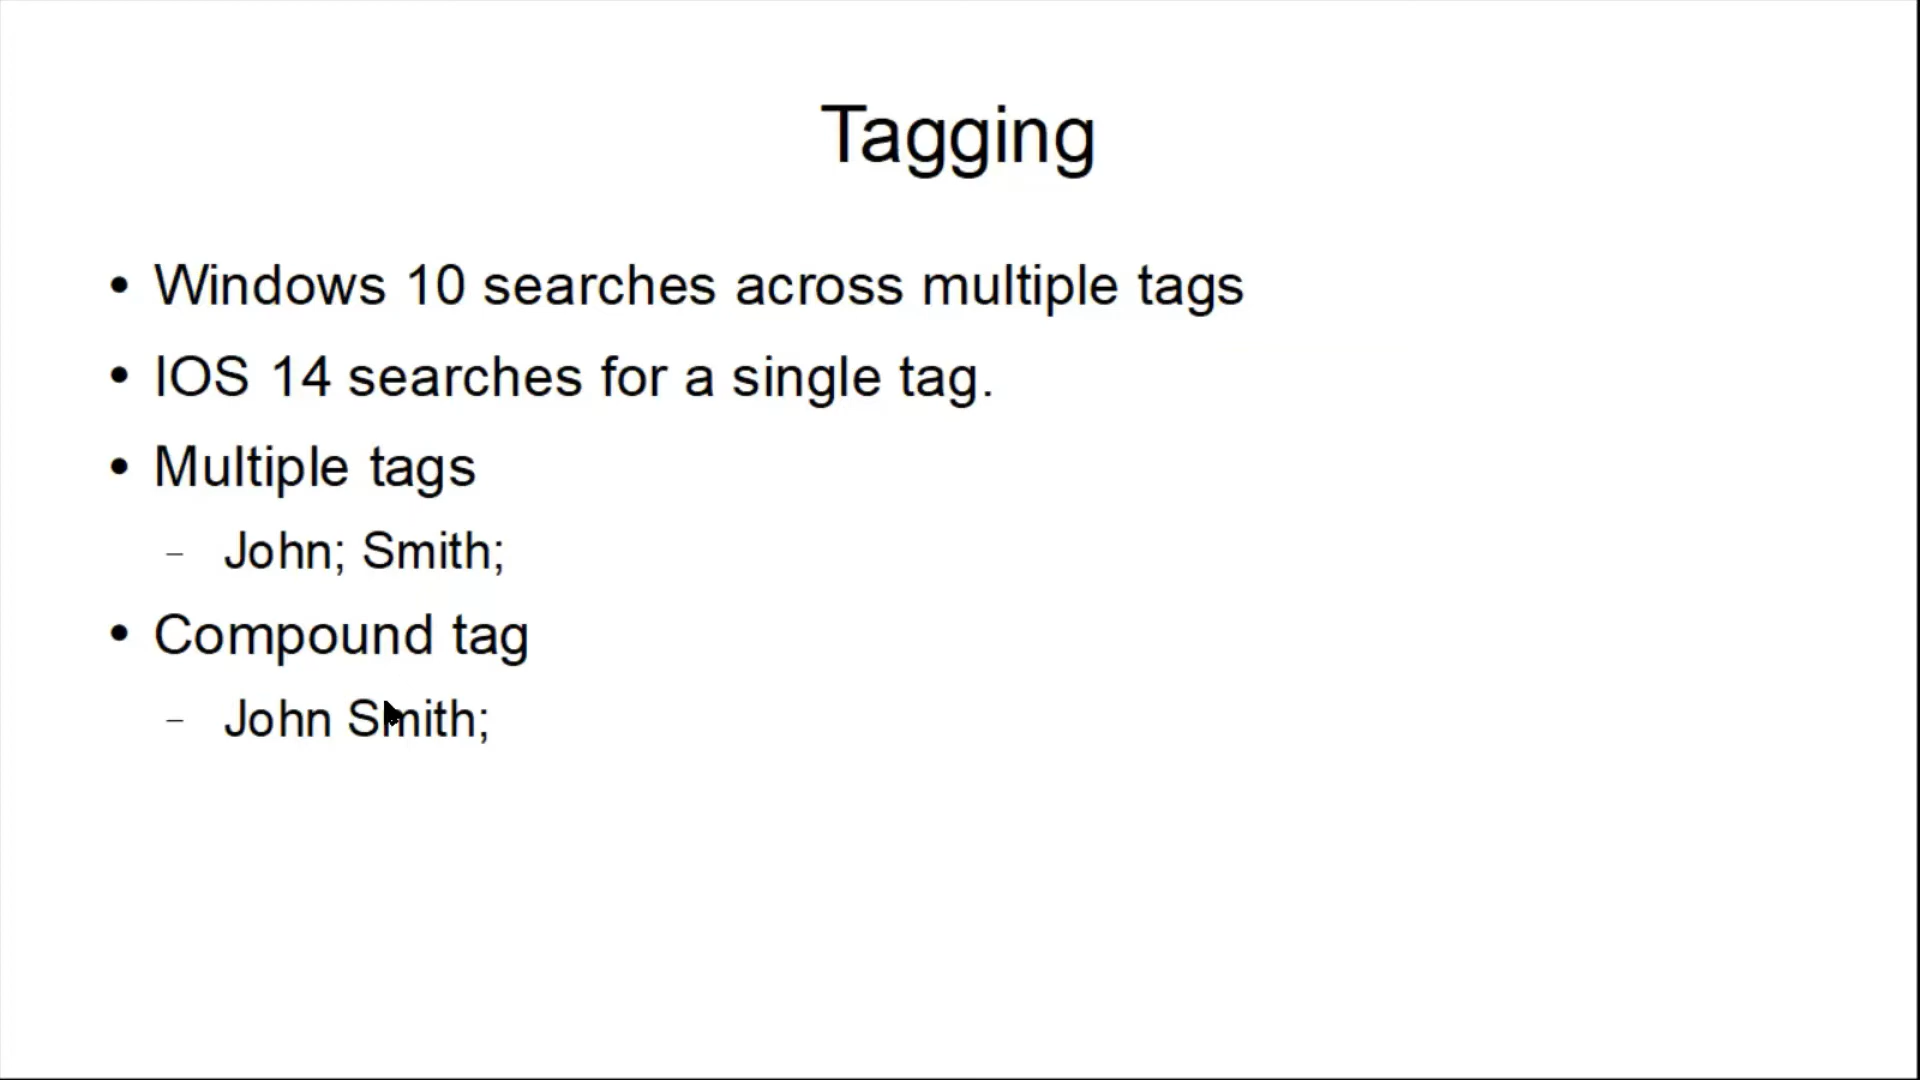 Tagging
• Windows 10 searches across multiple tags
• IOS 14 searches for a single tag.
• Multiple tags
– John; Smith;
• Compound tag
– John Smith;